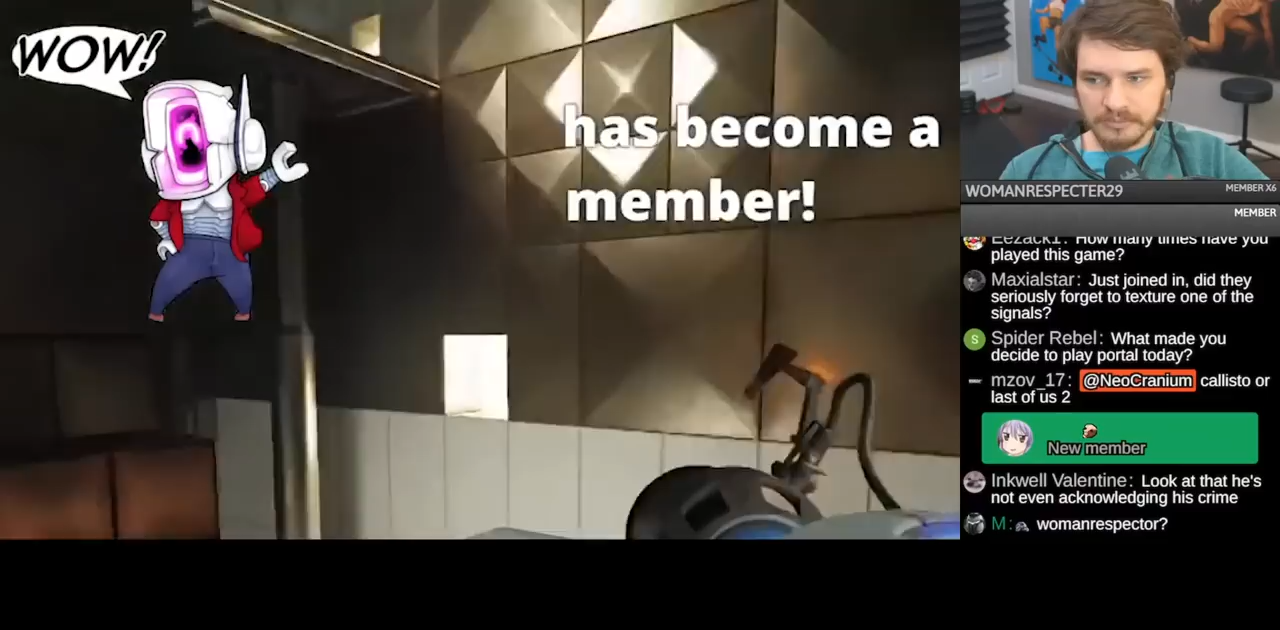 WOW!
has become a
member!
WOMANRESPECTER29
MEMBER X6
MEMBER
Eezack1: How many times have you
played this game?
Maxialstar: Just joined in, did they
seriously forget to texture one of the
signals?
S
Spider Rebel: What made you
decide to play portal today?
mzov_17: @NeoCranium callisto or
last of us 2
New member
Inkwell Valentine: Look at that he's
not even acknowledging his crime
M: womanrespector?